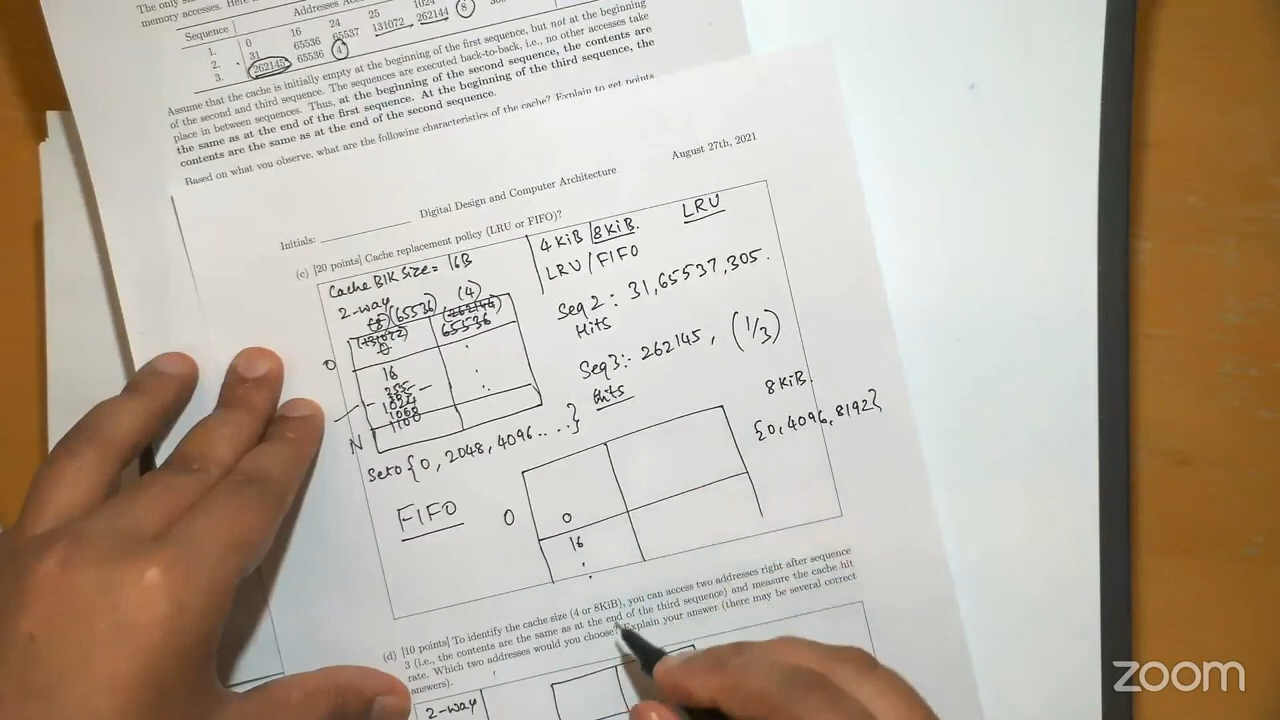 The only
memory accesses. Here
Sequence
Addresses
1. 0 16 24 25 1024
2. 31 65536 65537 131072 262144 8
3. 262145 65536 4
Assume that the cache is initially empty at the beginning of the first sequence, but not at the beginning
of the second and third sequence. The sequences are executed back-to-back, i.e., no other accesses take
place in between sequences. Thus, at the beginning of the second sequence, the contents are
the same as at the end of the first sequence. At the beginning of the third sequence, the
contents are the same as at the end of the second sequence.
Based on what you observe, what are the following characteristics of the cache? Explain to get points
August 27th, 2021
Digital Design and Computer Architecture
Initials:
(c) [20 points] Cache replacement policy (LRU or FIFO)?
Cache Blk Size = 16B
4 KiB 8 KiB.
LRU
LRU / FIFO
2-way
(65536) (4)
(131072) (262144)
0 0 65536
16
255
1024
1068
1100
N
Set 0 {0, 2048, 4096....}
Seq 2 : 31, 65537, 305.
Hits
Seq 3 :- 262145, (1/3)
Hits
8 KiB.
{0, 4096, 8192}
FIFO
0 0
16
(d) [10 points] To identify the cache size (4 or 8KiB), you can access two addresses right after sequence
3 (i.e., the contents are the same as at the end of the third sequence) and measure the cache hit
rate. Which two addresses would you choose? Explain your answer (there may be several correct
answers).
2-way
zoom